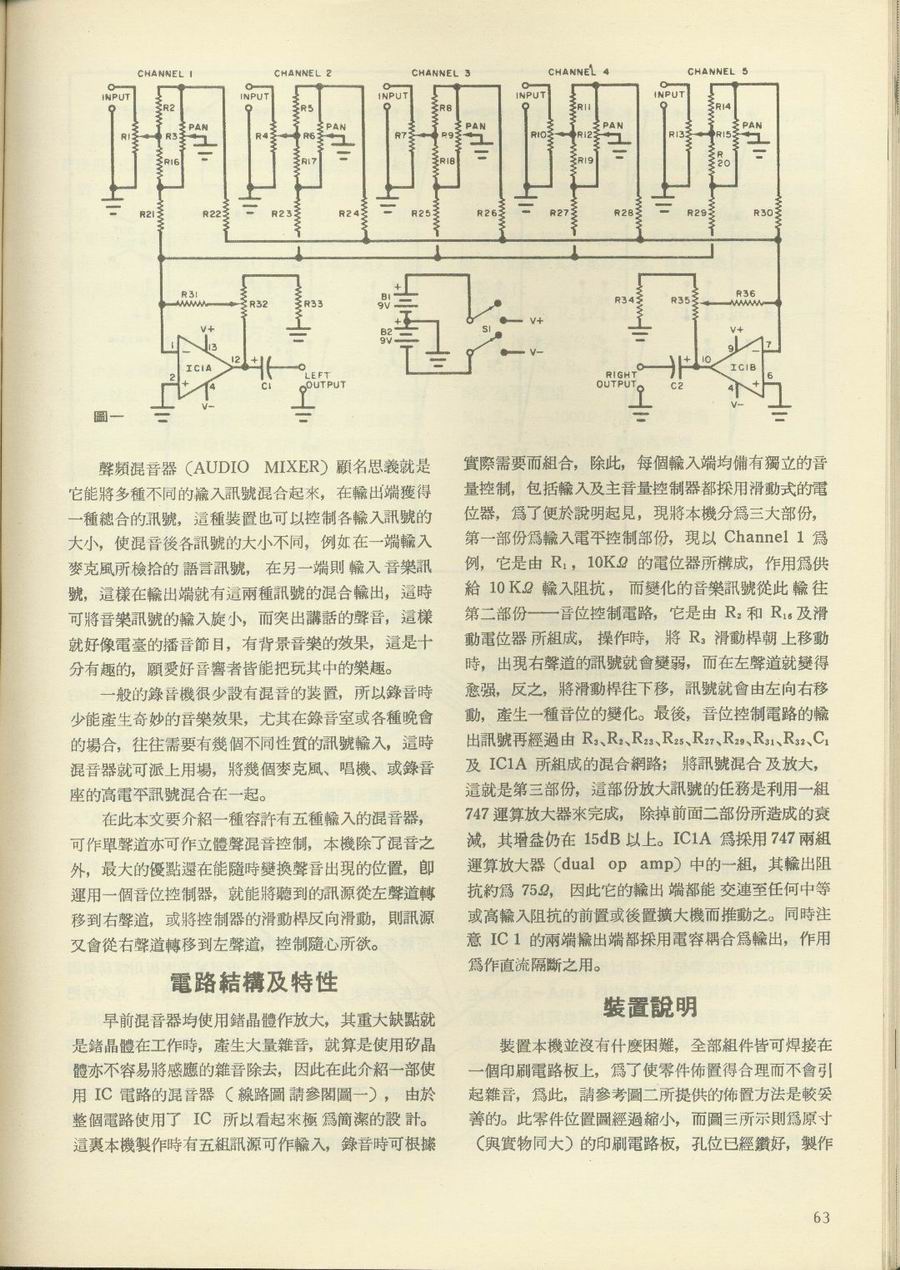 CHANNEL 1 CHANNEL 2 CHANNEL 3 CHANNEL 4 CHANNEL 5
INPUT INPUT INPUT INPUT INPUT
R2 R5 R8 R11 R14
PAN PAN PAN PAN PAN
R1 R3 R4 R6 R7 R9 R10 R12 R13 R15
R16 R17 R18 R19 R20
R21 R22 R23 R24 R25 R26 R27 R28 R29 R30
R31 R32 R33
B1 9V
B2 9V
S1
V+
V-
R34 R35 R36
V+ 13
1 2 IC1A 12 4
V-
C1
LEFT OUTPUT
RIGHT OUTPUT
C2
V+ 9
10 IC1B 7 6 4
V-
圖一
聲頻混音器（AUDIO MIXER）顧名思義就是
它能將多種不同的輸入訊號混合起來，在輸出端獲得
一種總合的訊號，這種裝置也可以控制各輸入訊號的
大小，使混音後各訊號的大小不同，例如在一端輸入
麥克風所檢拾的語言訊號，在另一端則輸入音樂訊
號，這樣在輸出端就有這兩種訊號的混合輸出，這時
可將音樂訊號的輸入旋小，而突出講話的聲音，這樣
就好像電臺的播音節目，有背景音樂的效果，這是十
分有趣的，願愛好音響者皆能把玩其中的樂趣。
一般的錄音機很少設有混音的裝置，所以錄音時
少能產生奇妙的音樂效果，尤其在錄音室或各種晚會
的場合，往往需要有幾個不同性質的訊號輸入，這時
混音器就可派上用場，將幾個麥克風、唱機、或錄音
座的高電平訊號混合在一起。
在此本文要介紹一種容許有五種輸入的混音器，
可作單聲道亦可作立體聲混音控制，本機除了混音之
外，最大的優點還在能隨時變換聲音出現的位置，卽
運用一個音位控制器，就能將聽到的訊源從左聲道轉
移到右聲道，或將控制器的滑動桿反向滑動，則訊源
又會從右聲道轉移到左聲道，控制隨心所欲。
電路結構及特性
早前混音器均使用鍺晶體作放大，其重大缺點就
是鍺晶體在工作時，產生大量雜音，就算是使用矽晶
體亦不容易將感應的雜音除去，因此在此介紹一部使
用 IC 電路的混音器（線路圖請參閱圖一），由於
整個電路使用了 IC 所以看起來極爲簡潔的設計。
這裏本機製作時有五組訊源可作輸入，錄音時可根據
實際需要而組合，除此，每個輸入端均備有獨立的音
量控制，包括輸入及主音量控制器都採用滑動式的電
位器，爲了便於說明起見，現將本機分爲三大部份，
第一部份爲輸入電平控制部份，現以 Channel 1 爲
例，它是由 R₁，10KΩ 的電位器所構成，作用爲供
給 10 KΩ 輸入阻抗，而變化的音樂訊號從此輸往
第二部份——音位控制電路，它是由 R₂ 和 R₁₆ 及滑
動電位器所組成，操作時，將 R₃ 滑動桿朝上移動
時，出現右聲道的訊號就會變弱，而在左聲道就變得
愈强，反之，將滑動桿往下移，訊號就會由左向右移
動，產生一種音位的變化。最後，音位控制電路的輸
出訊號再經過由 R₃、R₂、R₂₃、R₂₅、R₂₇、R₂₉、R₃₁、R₃₂、C₁
及 IC1A 所組成的混合網路；將訊號混合及放大，
這就是第三部份，這部份放大訊號的任務是利用一組
747 運算放大器來完成，除掉前面二部份所造成的衰
減，其增益仍在 15dB 以上。IC1A 爲採用 747 兩組
運算放大器（dual op amp）中的一組，其輸出阻
抗約爲 75Ω，因此它的輸出端都能交連至任何中等
或高輸入阻抗的前置或後置擴大機而推動之。同時注
意 IC 1 的兩端輸出端都採用電容耦合爲輸出，作用
爲作直流隔斷之用。
裝置說明
裝置本機並沒有什麼困難，全部組件皆可焊接在
一個印刷電路板上，爲了使零件佈置得合理而不會引
起雜音，爲此，請參考圖二所提供的佈置方法是較妥
善的。此零件位置圖經過縮小，而圖三所示則爲原寸
（與實物同大）的印刷電路板，孔位已經鑽好，製作
63